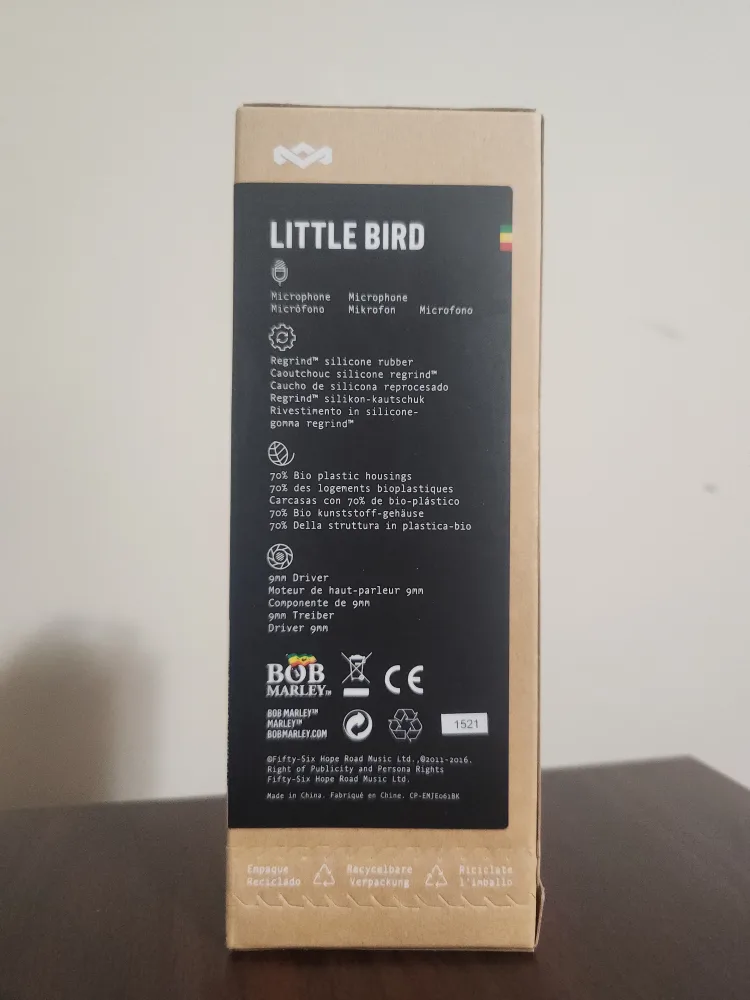 LITTLE BIRD
Microphone Microphone
Micrófono Mikrofon Microfono
Regrind™ silicone rubber
Caoutchouc silicone regrind™
Caucho de silicona reprocesado
Regrind™ silikon-kautschuk
Rivestimento in silicone-
gomma regrind™
70% Bio plastic housings
70% des logements bioplastiques
Carcasas con 70% de bio-plástico
70% Bio kunststoff-gehäuse
70% Della struttura in plastica-bio
9mm Driver
Moteur de haut-parleur 9mm
Componente de 9mm
9mm Treiber
Driver 9mm
BOB
MARLEY™
CE
BOB MARLEY™
MARLEY™
BOBMARLEY.COM
1521
©Fifty-Six Hope Road Music Ltd.,©2011-2016.
Right of Publicity and Persona Rights
Fifty-Six Hope Road Music Ltd.
Made in China. Fabriqué en Chine. CP-EMJE061BK
Empaque Recycelbare Riciclate
Reciclado Verpackung l'imballo